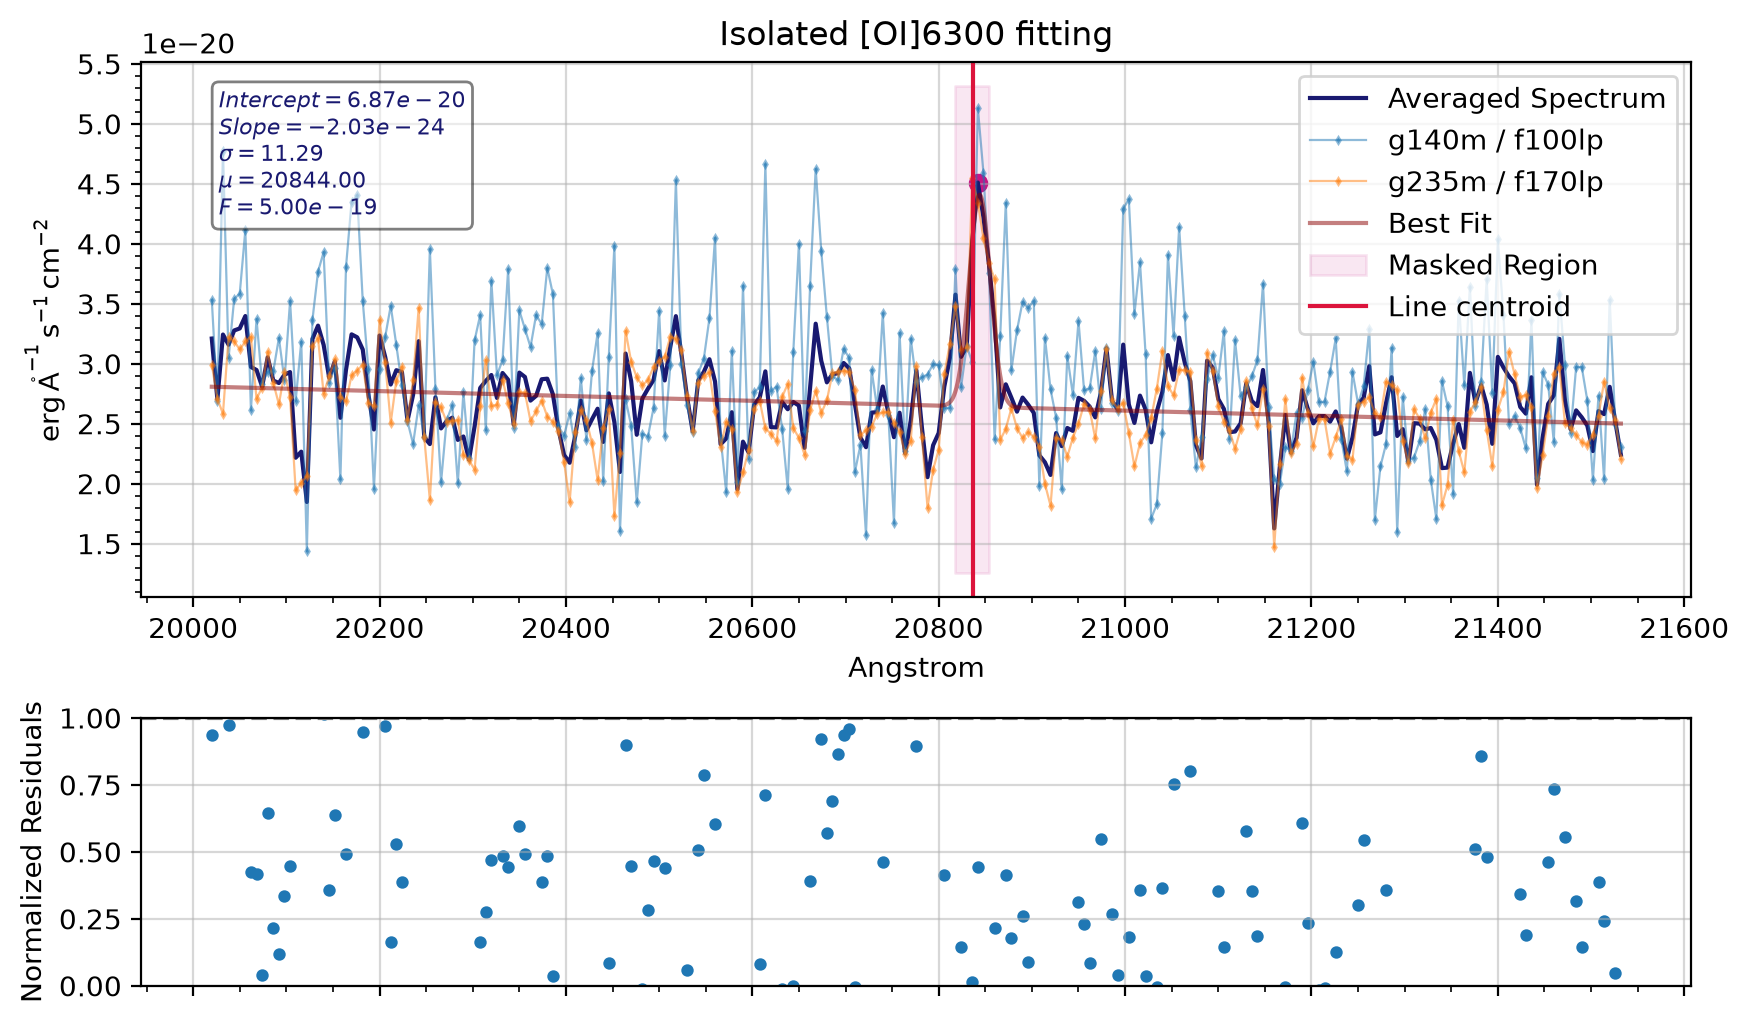 Isolated [OI]6300 fitting
1e−20
5.5
5.0
4.5
4.0
3.5
3.0
2.5
2.0
1.5
erg Å⁻¹ s⁻¹ cm⁻²
Intercept = 6.87e − 20
Slope = −2.03e − 24
σ = 11.29
μ = 20844.00
F = 5.00e − 19
Averaged Spectrum
g140m / f100lp
g235m / f170lp
Best Fit
Masked Region
Line centroid
20000 20200 20400 20600 20800 21000 21200 21400 21600
Angstrom
Normalized Residuals
1.00
0.75
0.50
0.25
0.00